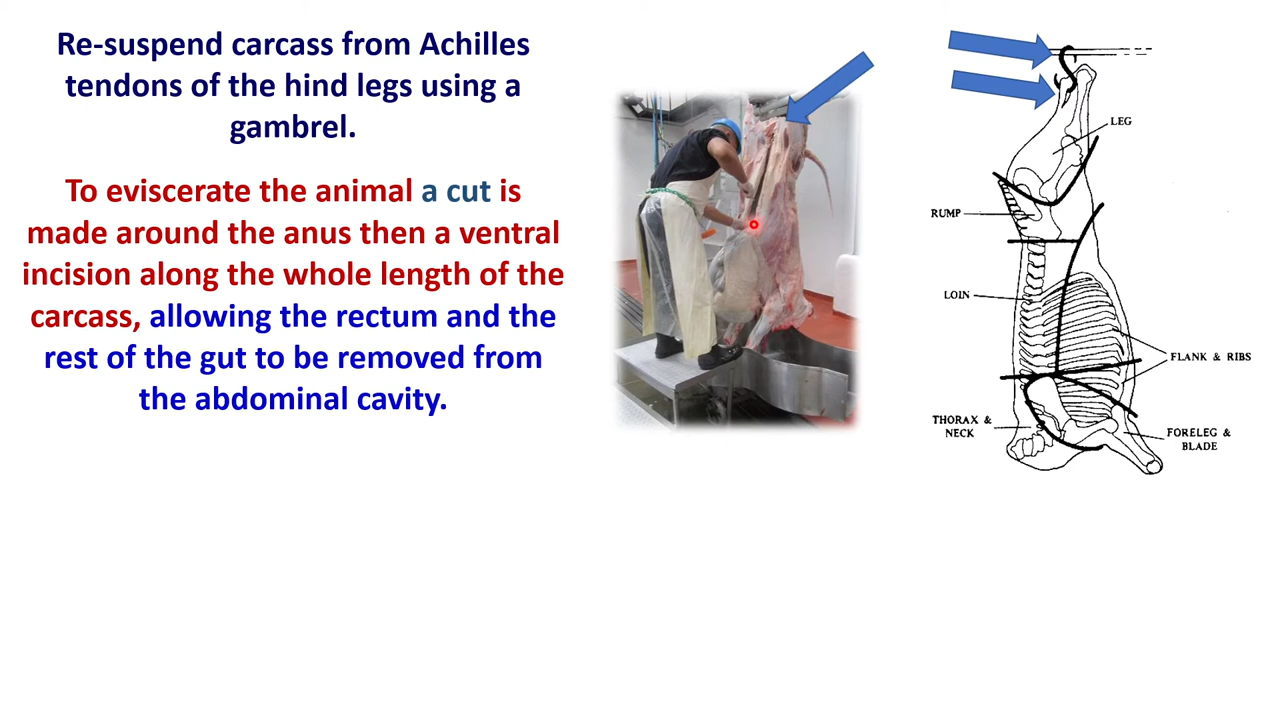 Re-suspend carcass from Achilles
tendons of the hind legs using a
gambrel.
To eviscerate the animal a cut is
made around the anus then a ventral
incision along the whole length of the
carcass, allowing the rectum and the
rest of the gut to be removed from
the abdominal cavity.
LEG
RUMP
LOIN
FLANK & RIBS
THORAX &
NECK
FORELEG &
BLADE